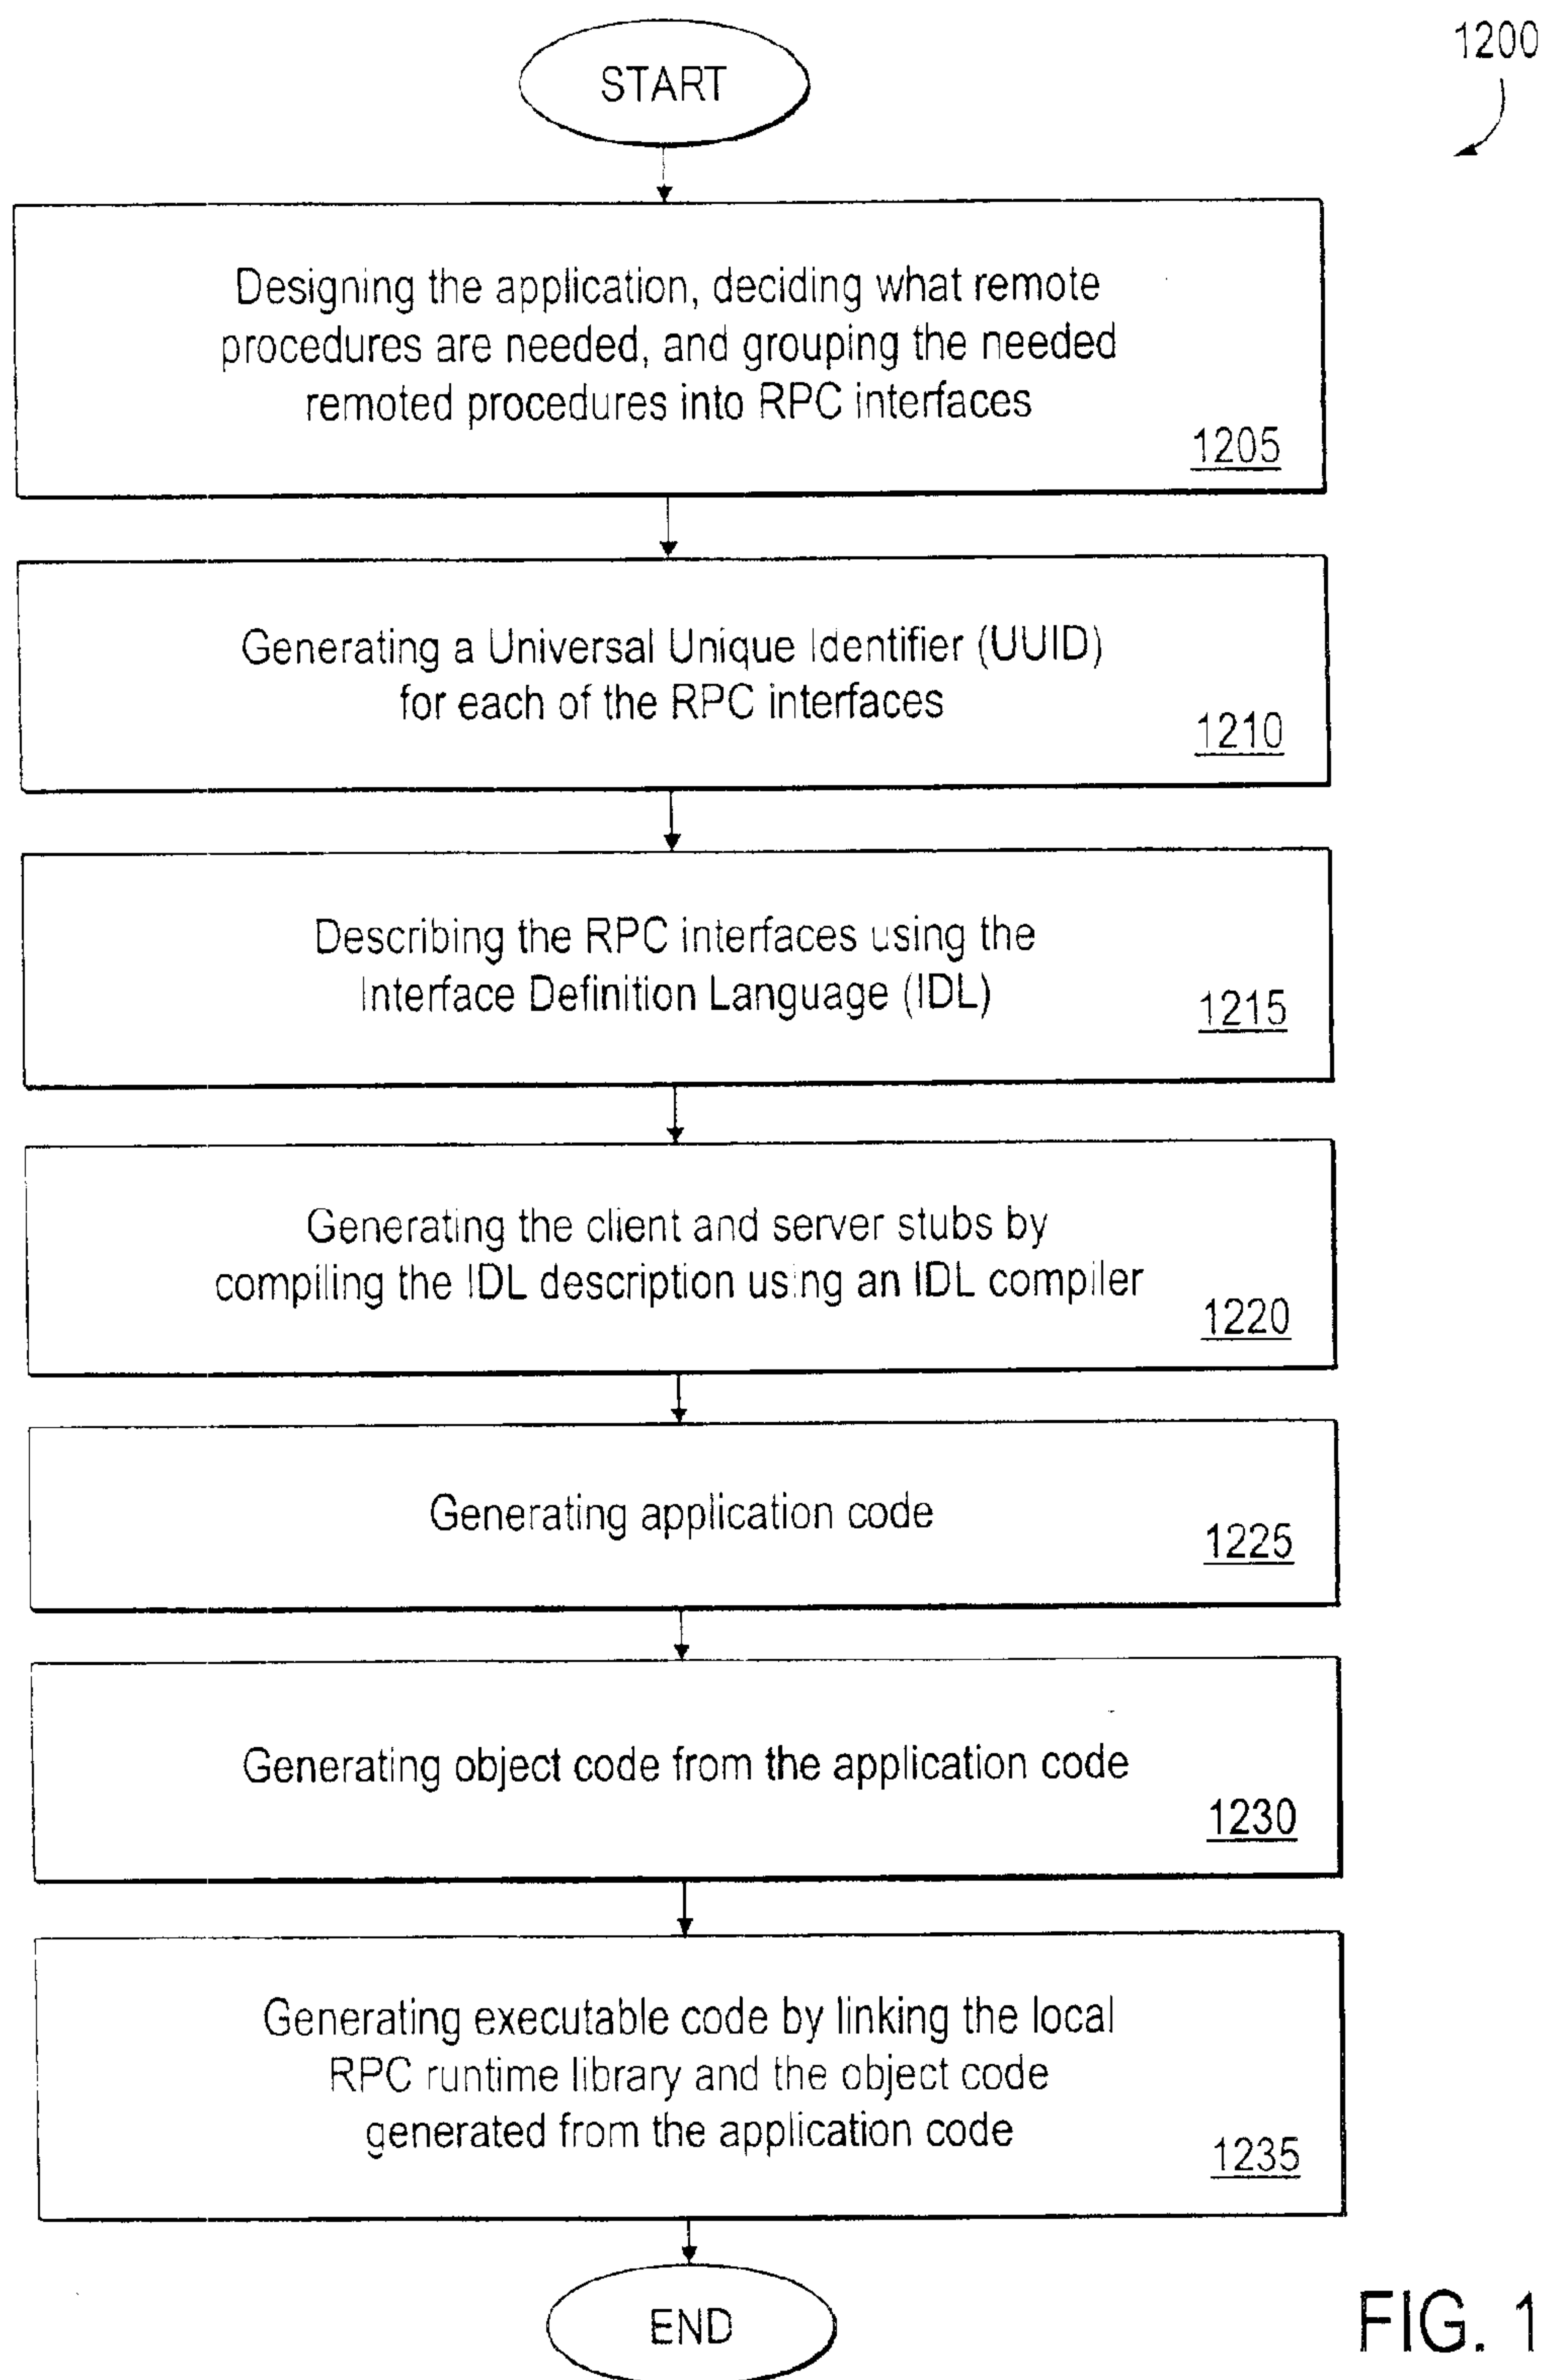 1200
START
Designing the application, deciding what remote
procedures are needed, and grouping the needed
remoted procedures into RPC interfaces
1205
Generating a Universal Unique Identifier (UUID)
for each of the RPC interfaces
1210
Describing the RPC interfaces using the
Interface Definition Language (IDL)
1215
Generating the client and server stubs by
compiling the IDL description using an IDL compiler
1220
Generating application code
1225
Generating object code from the application code
1230
Generating executable code by linking the local
RPC runtime library and the object code
generated from the application code
1235
END
FIG. 1